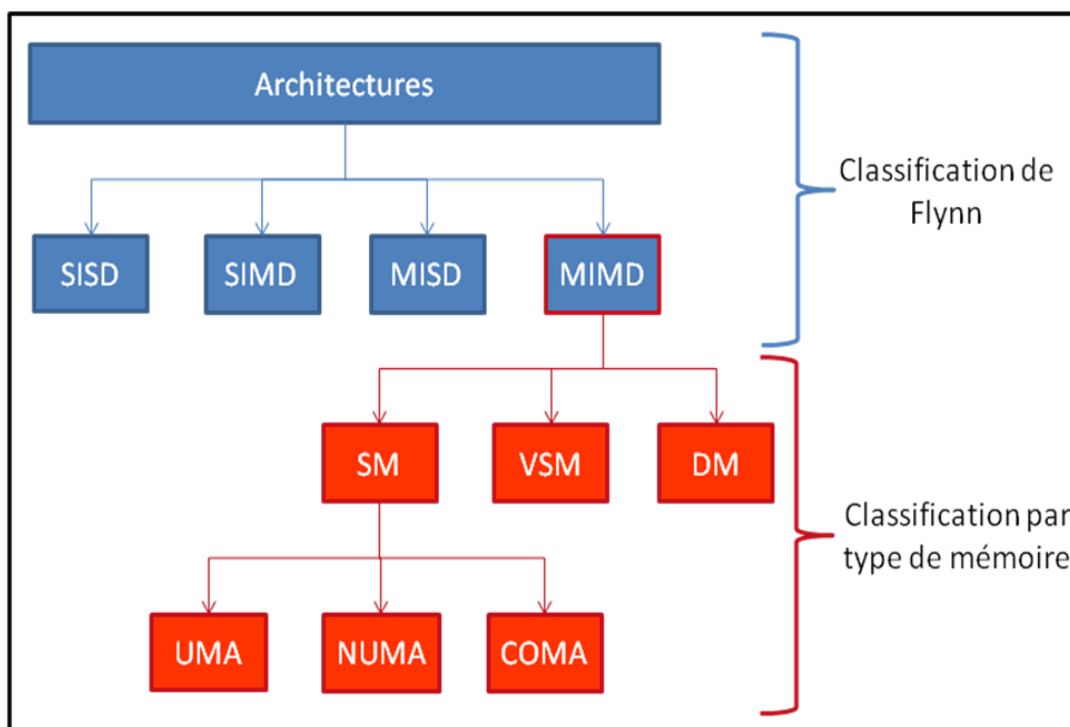 Architectures
Classification de
Flynn
SISD
SIMD
MISD
MIMD
SM
VSM
DM
Classification par
type de mémoire
UMA
NUMA
COMA